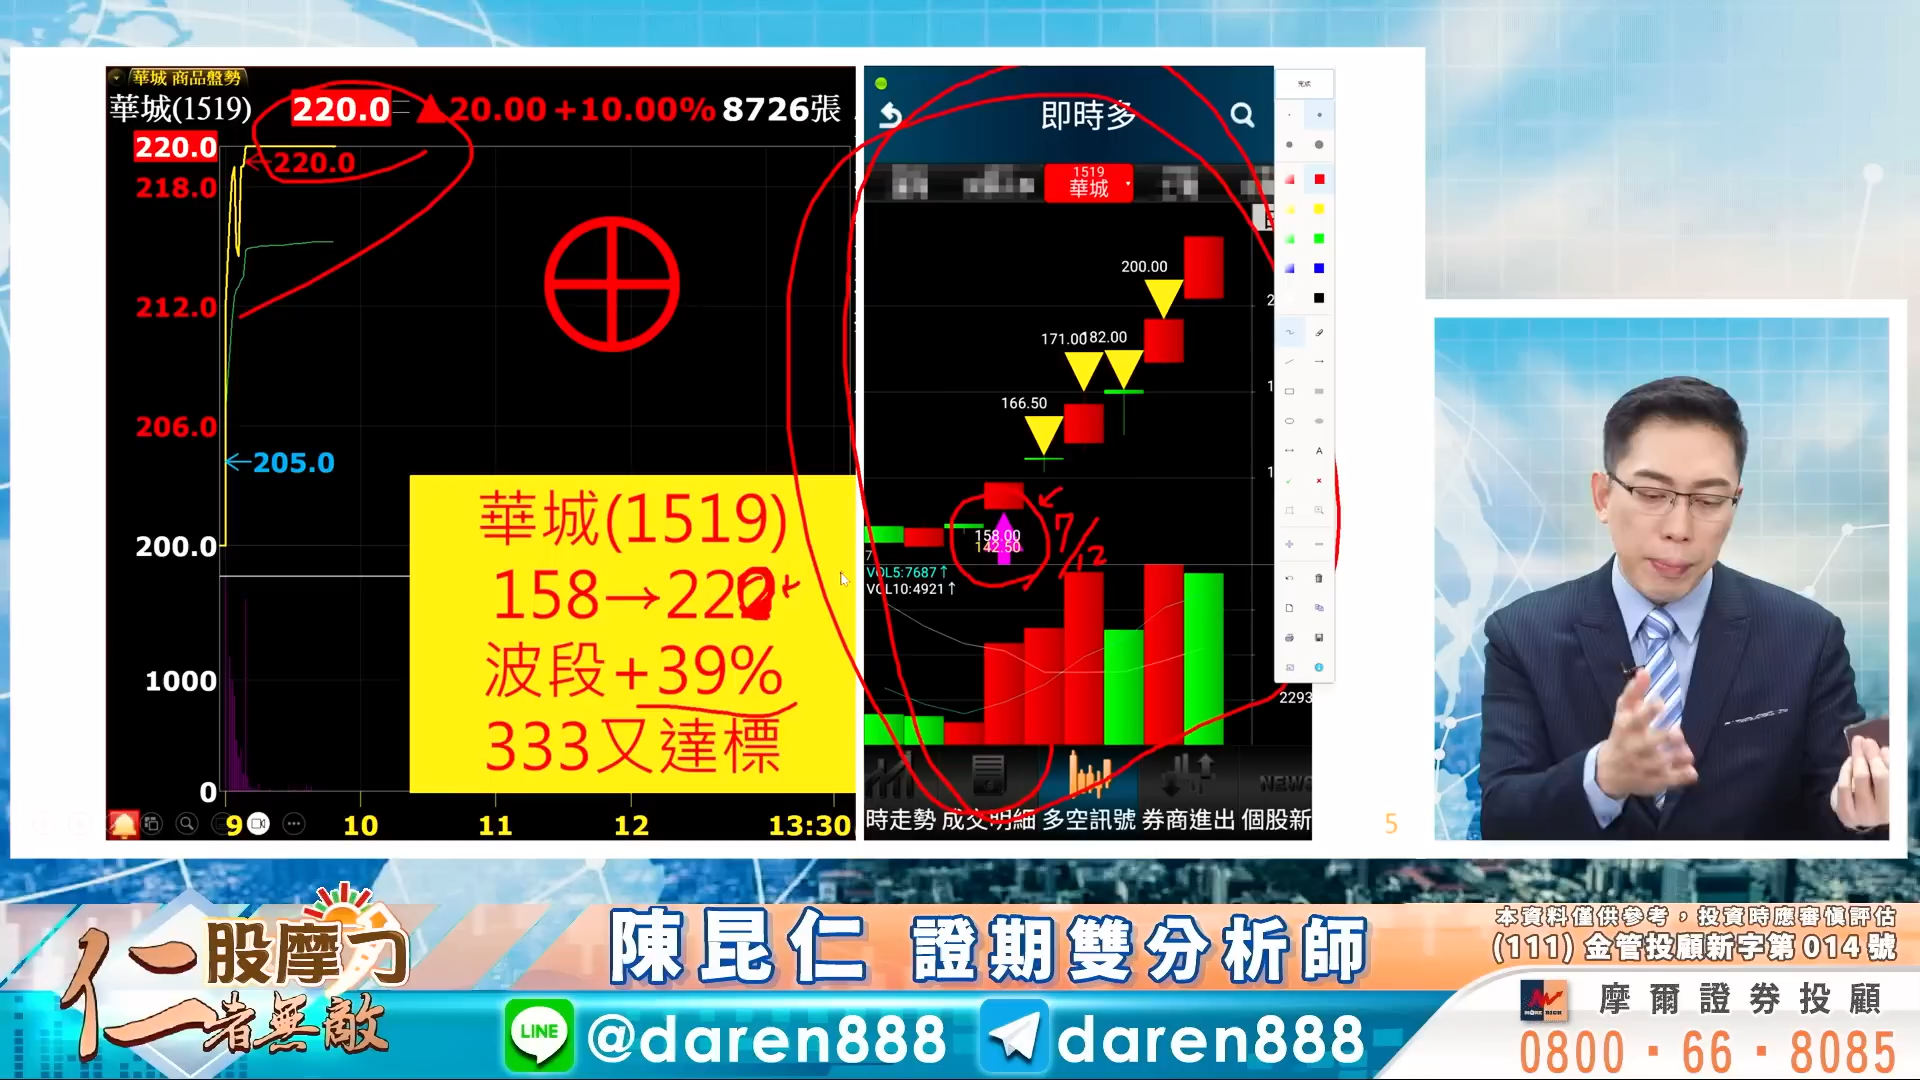 華城 商品盤勢
華城(1519) 220.0 ▲20.00 +10.00% 8726張
220.0
←220.0
218.0
212.0
206.0
←205.0
200.0
1000
0
9 10 11 12 13:30
華城(1519)
158→220
波段+39%
333又達標
即時多
1519
華城
200.00
171.00
182.00
166.50
158.00
142.50
7/12
7
VOL5:7687↑
VOL10:4921↑
2293
NEWS
時走勢 成交明細 多空訊號 券商進出 個股新
完成
A
5
仁股摩力
仁者無敵
陳昆仁 證期雙分析師
LINE @daren888 daren888
本資料僅供參考，投資時應審慎評估
(111) 金管投顧新字第 014 號
摩爾證券投顧
0800·66·8085